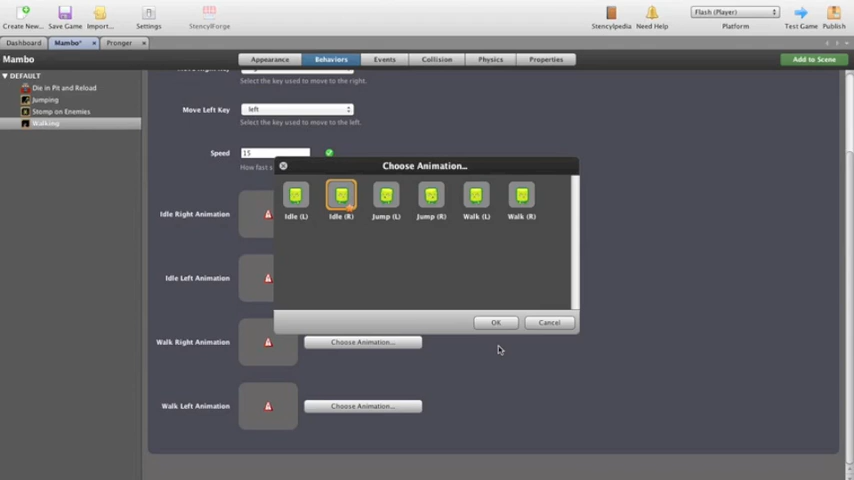 Create New... Save Game Import... Settings StencylForge Stencylpedia Need Help Flash (Player) Platform Test Game Publish
Dashboard Mambo* × Pronger ×
Mambo Appearance Behaviors Events Collision Physics Properties Add to Scene
DEFAULT
Die in Pit and Reload
Jumping
Stomp on Enemies
Walking
Select the key used to move to the right.
Move Left Key left
Select the key used to move to the left.
Speed 15
How fast s
Choose Animation...
Idle (L) Idle (R) Jump (L) Jump (R) Walk (L) Walk (R)
OK Cancel
Idle Right Animation
Idle Left Animation
Walk Right Animation Choose Animation...
Walk Left Animation Choose Animation...